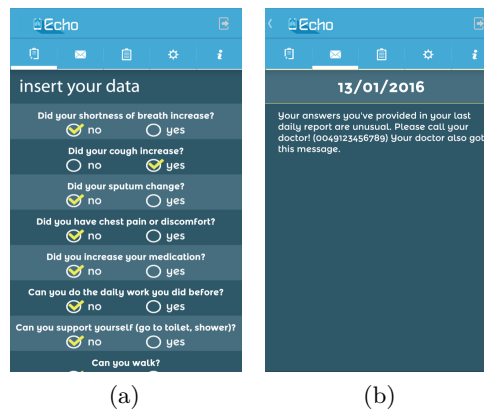 Echo
insert your data
Did your shortness of breath increase?
no yes
Did your cough increase?
no yes
Did your sputum change?
no yes
Did you have chest pain or discomfort?
no yes
Did you increase your medication?
no yes
Can you do the daily work you did before?
no yes
Can you support yourself (go to toilet, shower)?
no yes
Can you walk?
(a)
Echo
13/01/2016
Your answers you've provided in your last
daily report are unusual. Please call your
doctor! (0049123456789) Your doctor also got
this message.
(b)